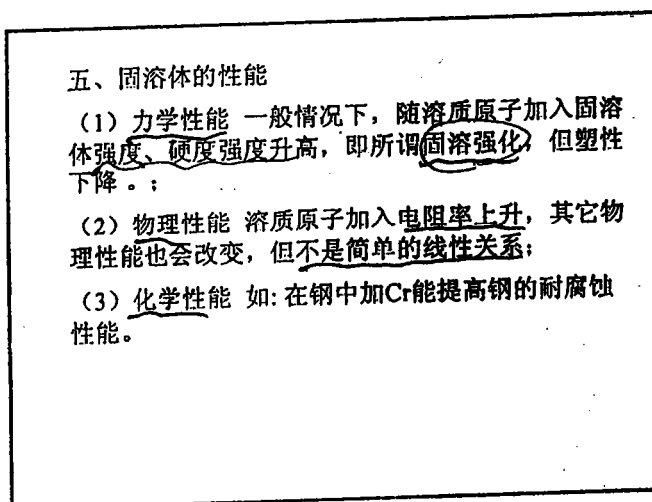 五、固溶体的性能
（1）力学性能 一般情况下，随溶质原子加入固溶
体强度、硬度强度升高，即所谓固溶强化，但塑性
下降 。;
（2）物理性能 溶质原子加入电阻率上升，其它物
理性能也会改变，但不是简单的线性关系;
（3）化学性能 如: 在钢中加Cr能提高钢的耐腐蚀
性能。